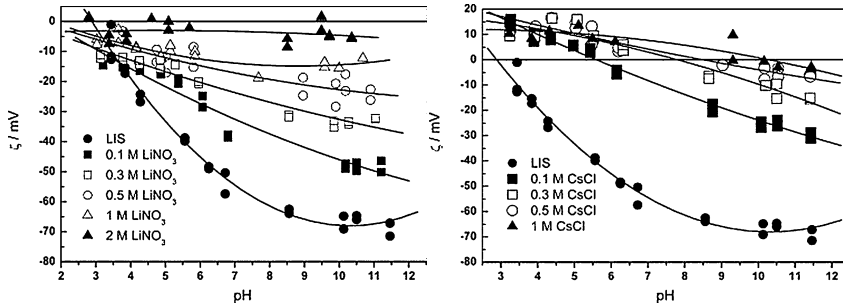 0
-10
-20
-30
-40
-50
-60
-70
-80
ζ / mV
LIS
0.1 M LiNO3
0.3 M LiNO3
0.5 M LiNO3
1 M LiNO3
2 M LiNO3
2 3 4 5 6 7 8 9 10 11 12
pH
20
10
0
-10
-20
-30
-40
-50
-60
-70
-80
ζ / mV
LIS
0.1 M CsCl
0.3 M CsCl
0.5 M CsCl
1 M CsCl
3 4 5 6 7 8 9 10 11 12
pH